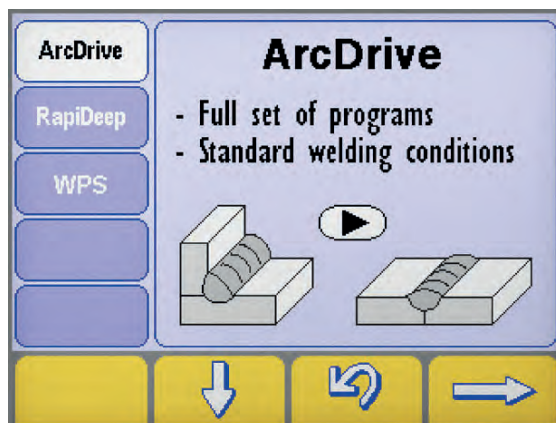 ArcDrive
RapiDeep
WPS
ArcDrive
- Full set of programs
- Standard welding conditions